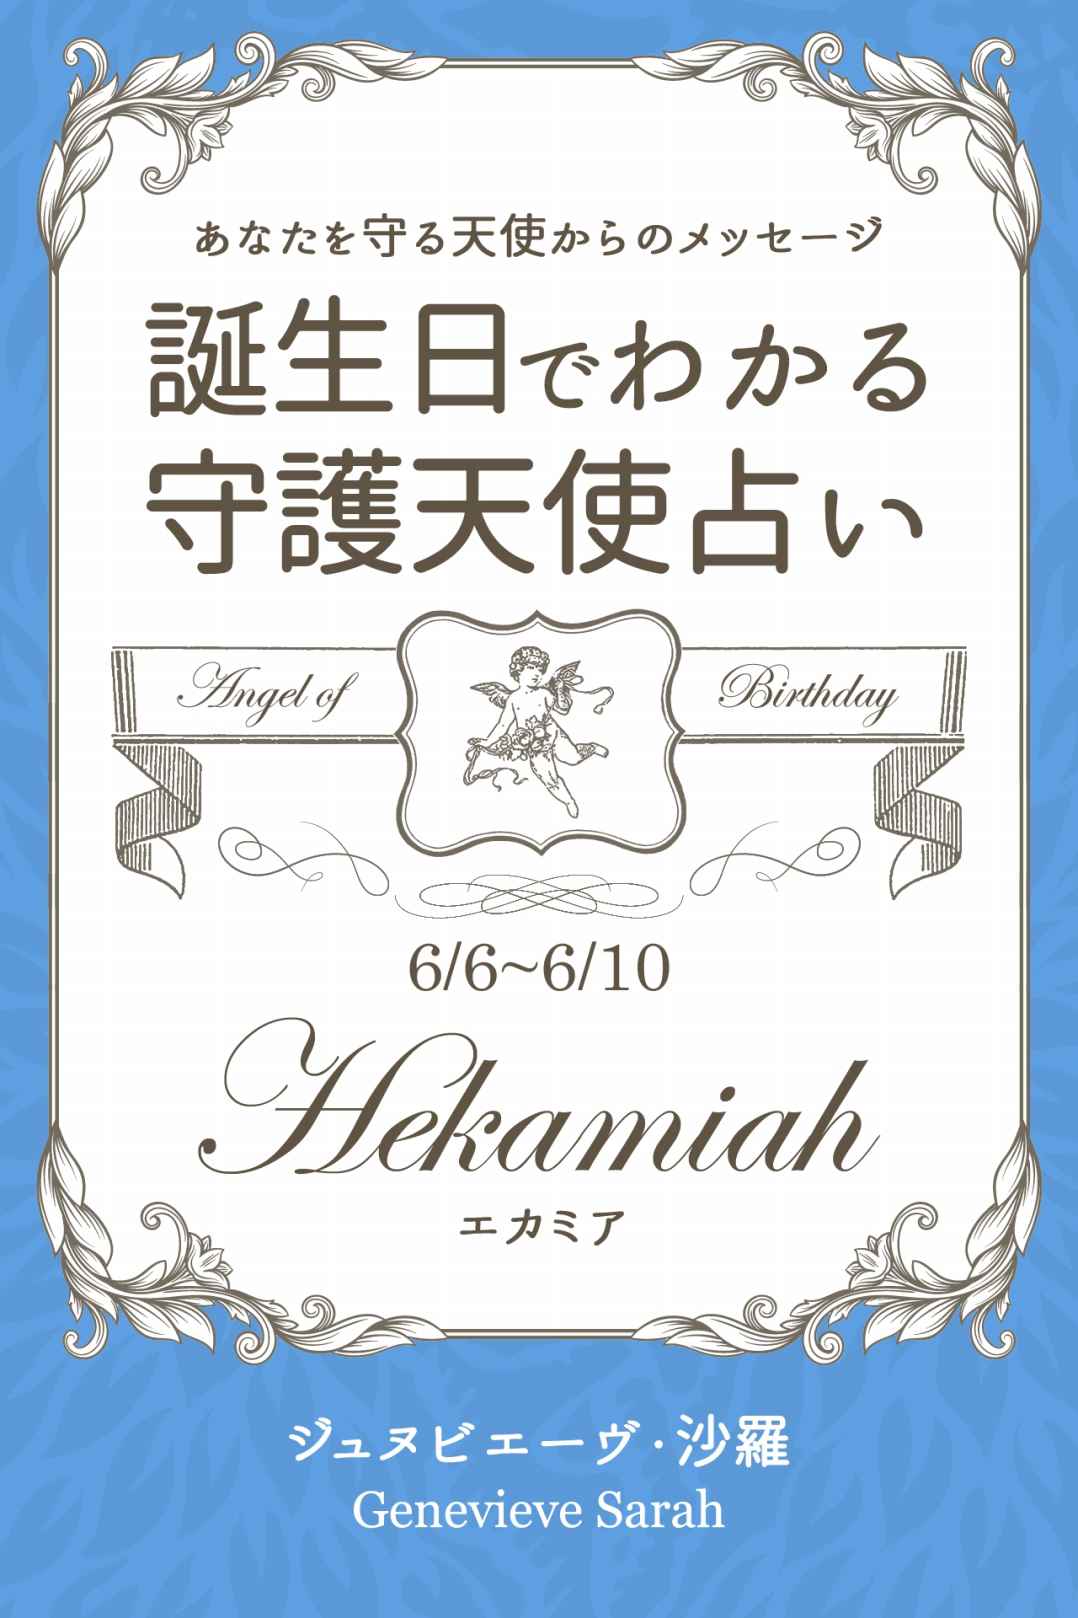 あなたを守る天使からのメッセージ
誕生日でわかる
守護天使占い
Angel of Birthday
6/6~6/10
Hekamiah
エカミア
ジュヌビエーヴ・沙羅
Genevieve Sarah